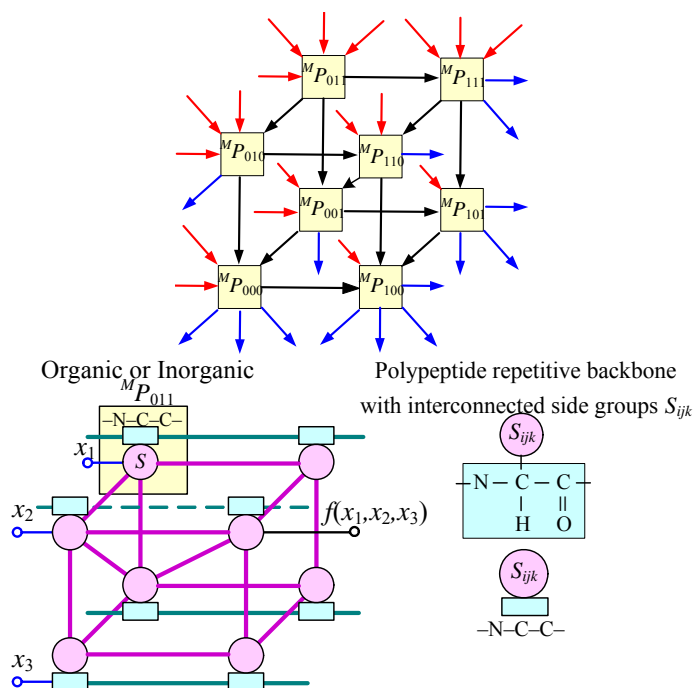 ᴹP₀₁₁
ᴹP₁₁₁
ᴹP₀₁₀
ᴹP₁₁₀
ᴹP₀₀₁
ᴹP₁₀₁
ᴹP₀₀₀
ᴹP₁₀₀
Organic or Inorganic
ᴹP₀₁₁
–N–C–C–
x₁
S
x₂
f(x₁,x₂,x₃)
x₃
Polypeptide repetitive backbone
with interconnected side groups Sᵢⱼₖ
Sᵢⱼₖ
– N – C – C –
H O
Sᵢⱼₖ
–N–C–C–